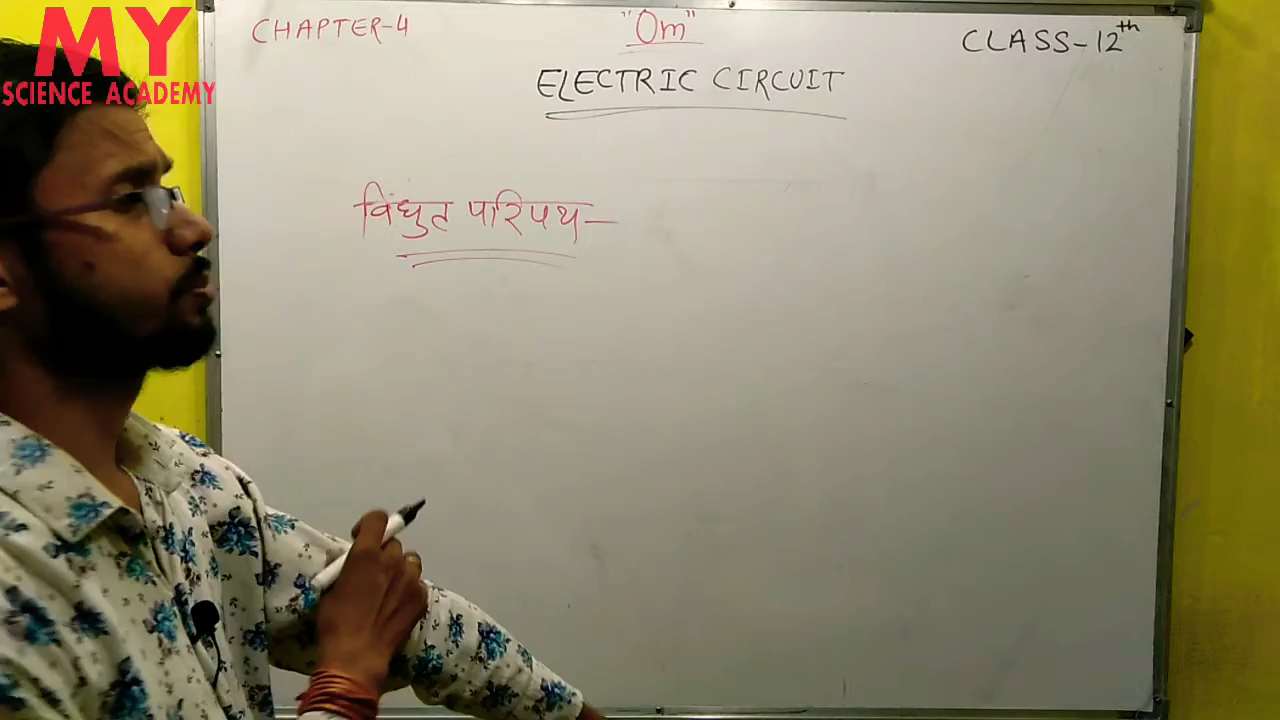 MY
SCIENCE ACADEMY
CHAPTER-4
"Om"
CLASS-12th
ELECTRIC CIRCUIT
विधुत परिपथ-